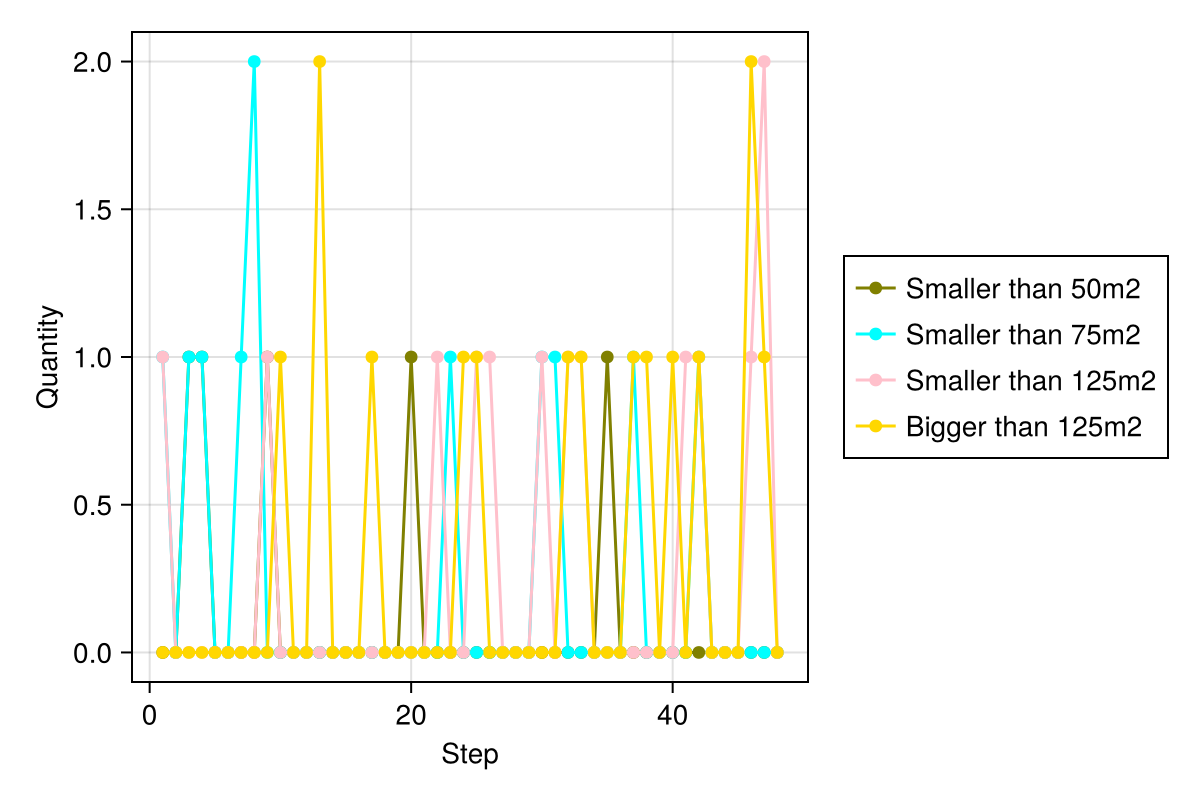 2.0
1.5
1.0
0.5
0.0
Quantity
0
20
40
Step
Smaller than 50m2
Smaller than 75m2
Smaller than 125m2
Bigger than 125m2